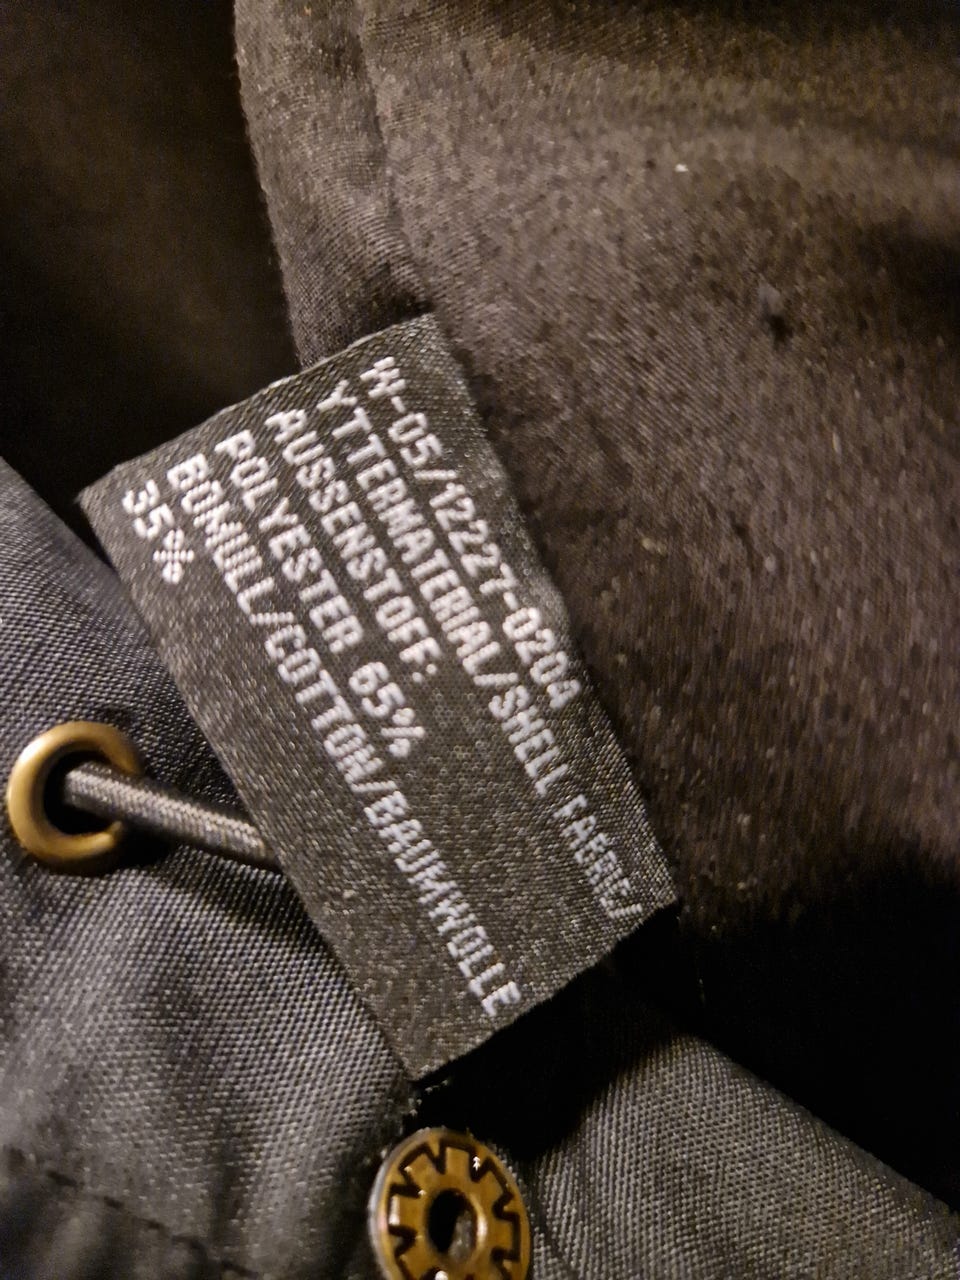 W-05/12227-0204
YTTERMATERIAL/SHELL FABRIC/
AUSSENSTOFF:
POLYESTER 65%
BOMULL/COTTON/BAUMWOLLE
35%